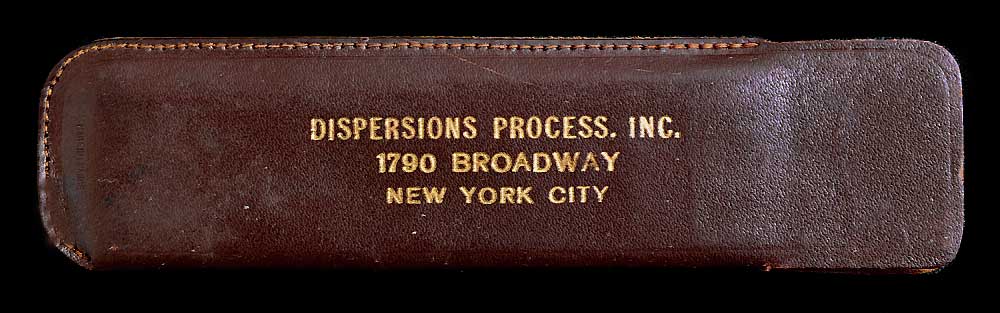 DISPERSIONS PROCESS. INC.
1790 BROADWAY
NEW YORK CITY